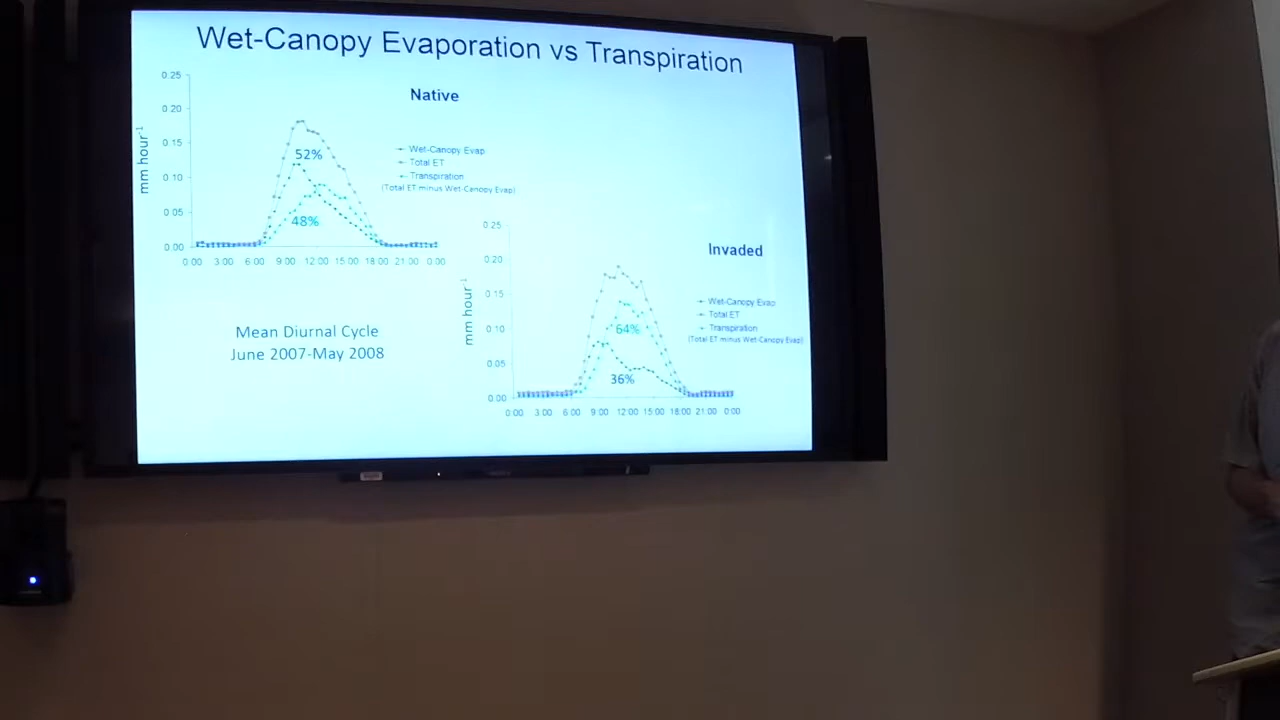 Wet-Canopy Evaporation vs Transpiration
Native
mm hour-1
0.25
0.20
0.15
0.10
0.05
0.00
52%
48%
Wet-Canopy Evap
Total ET
Transpiration
(Total ET minus Wet-Canopy Evap)
0:00 3:00 6:00 9:00 12:00 15:00 18:00 21:00 0:00
Mean Diurnal Cycle
June 2007-May 2008
Invaded
mm hour-1
0.25
0.20
0.15
0.10
0.05
0.00
64%
36%
Wet-Canopy Evap
Total ET
Transpiration
(Total ET minus Wet-Canopy Evap)
0:00 3:00 6:00 9:00 12:00 15:00 18:00 21:00 0:00